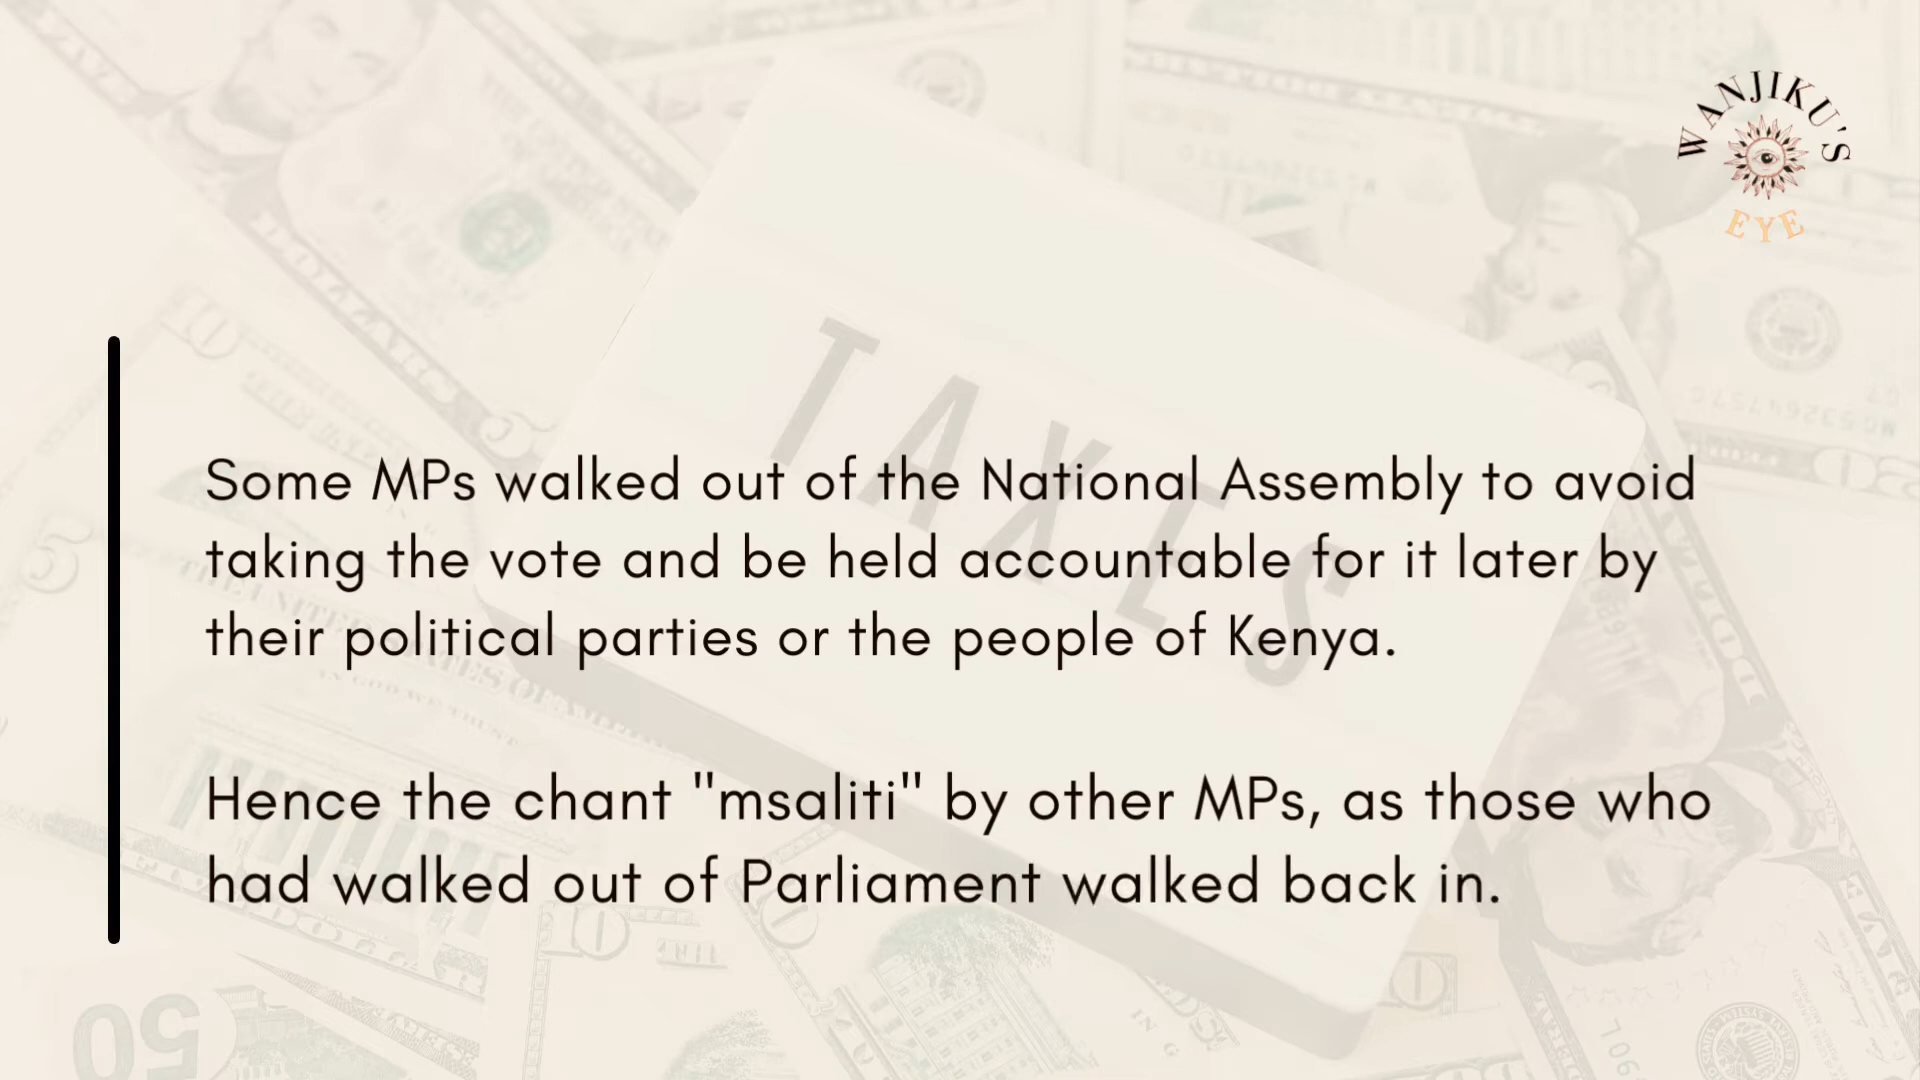 WANJIKU'S
EYE
TAXES
Some MPs walked out of the National Assembly to avoid
taking the vote and be held accountable for it later by
their political parties or the people of Kenya.
Hence the chant "msaliti" by other MPs, as those who
had walked out of Parliament walked back in.